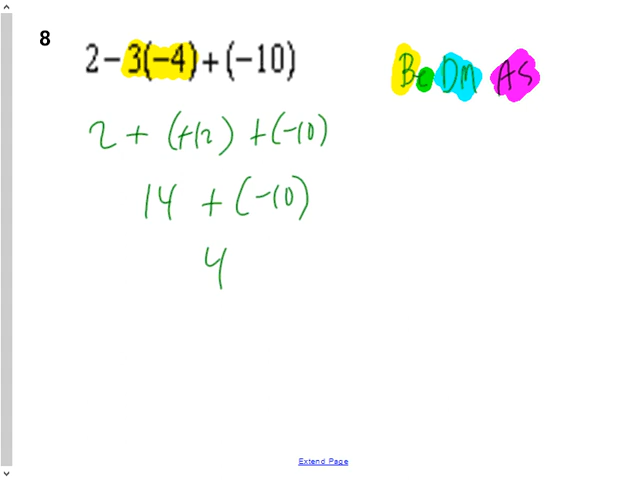 8
2 – 3(–4) + (–10)
BeDMAS
2 + (+12) + (-10)
14 + (-10)
4
Extend Page